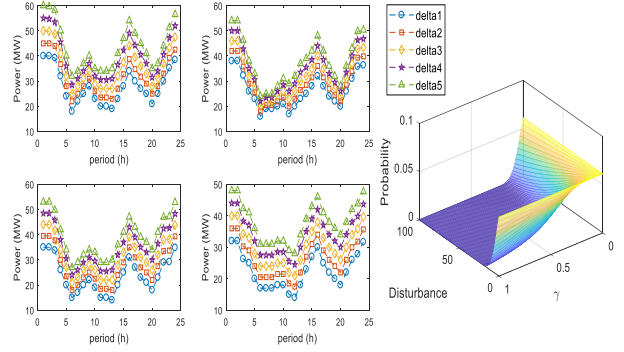 60
50
40
30
20
10
0 5 10 15 20 25
Power (MW)
period (h)
60
50
40
30
20
10
0 5 10 15 20 25
Power (MW)
period (h)
delta1
delta2
delta3
delta4
delta5
60
50
40
30
20
10
0 5 10 15 20 25
Power (MW)
period (h)
50
40
30
20
10
0 5 10 15 20 25
Power (MW)
period (h)
0.1
0.05
0
Probability
100
50
0
Disturbance
1
0.5
0
γ